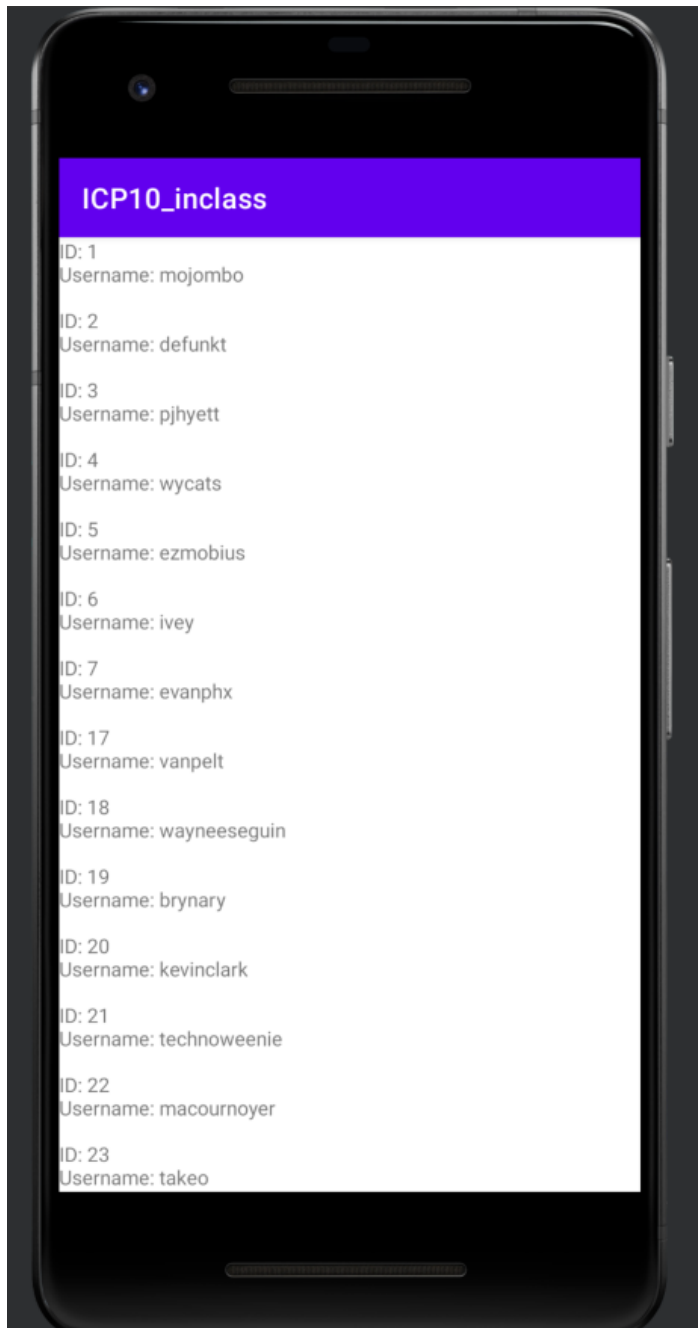 ICP10_inclass
ID: 1
Username: mojombo
ID: 2
Username: defunkt
ID: 3
Username: pjhyett
ID: 4
Username: wycats
ID: 5
Username: ezmobius
ID: 6
Username: ivey
ID: 7
Username: evanphx
ID: 17
Username: vanpelt
ID: 18
Username: wayneeseguin
ID: 19
Username: brynary
ID: 20
Username: kevinclark
ID: 21
Username: technoweenie
ID: 22
Username: macournoyer
ID: 23
Username: takeo